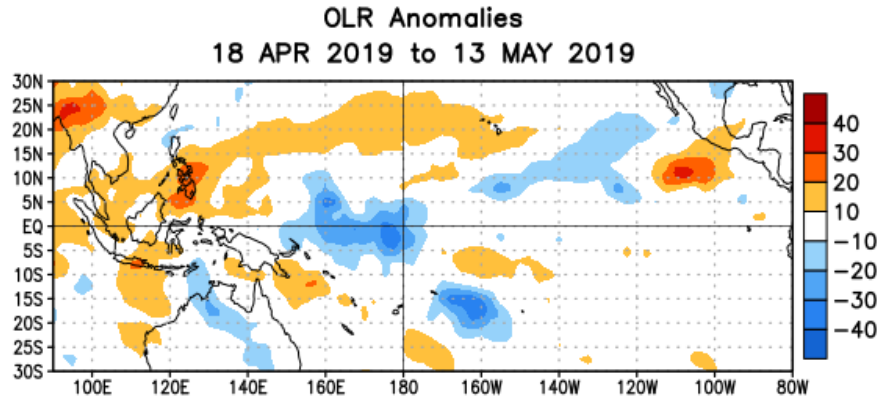 OLR Anomalies
18 APR 2019 to 13 MAY 2019
30N
25N
20N
15N
10N
5N
EQ
5S
10S
15S
20S
25S
30S
100E 120E 140E 160E 180 160W 140W 120W 100W 80W
40
30
20
10
-10
-20
-30
-40